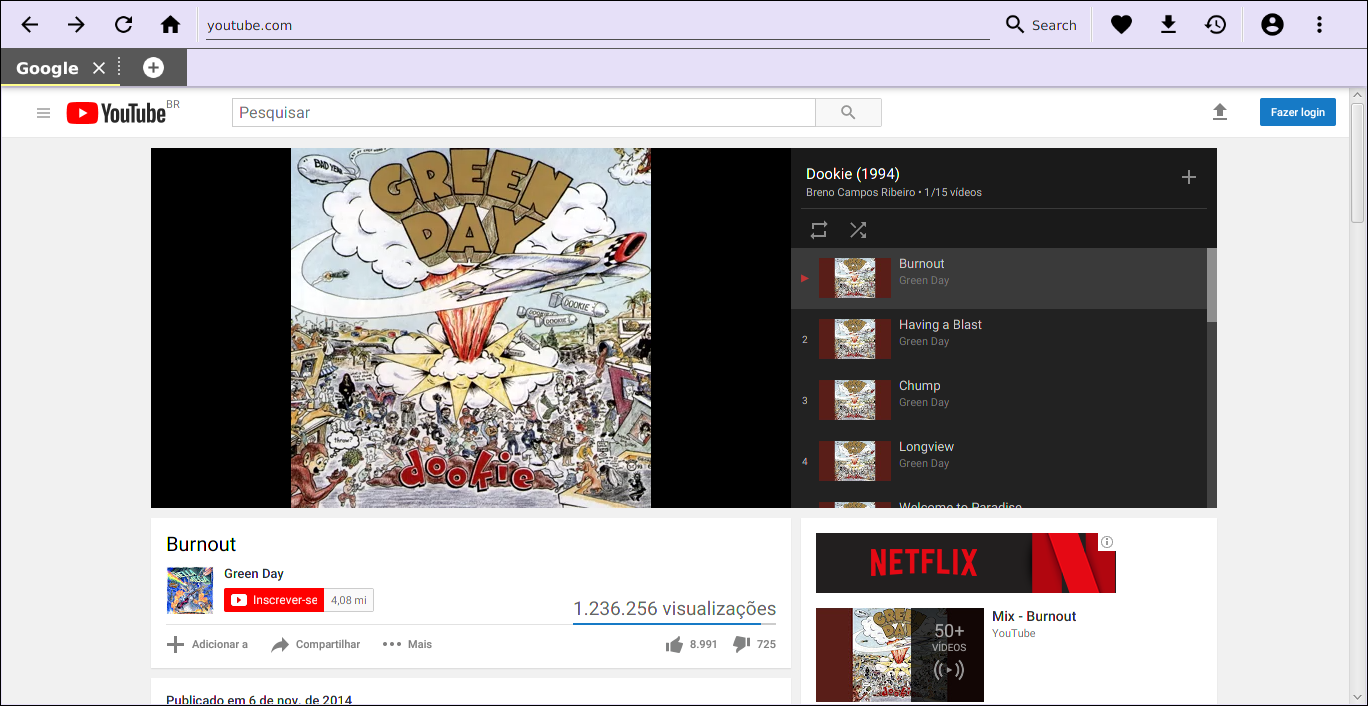 youtube.com
Search
Google
YouTube BR
Pesquisar
Fazer login
BAD YEAR
GREEN
DAY
DOOKIE
throw?
dookie
Dookie (1994)
Breno Campos Ribeiro • 1/15 vídeos
Burnout
Green Day
2
Having a Blast
Green Day
3
Chump
Green Day
4
Longview
Green Day
Welcome to Paradise
Burnout
Green Day
Inscrever-se
4,08 mi
1.236.256 visualizações
Adicionar a
Compartilhar
Mais
8.991
725
Publicado em 6 de nov. de 2014
NETFLIX
50+
VÍDEOS
Mix - Burnout
YouTube